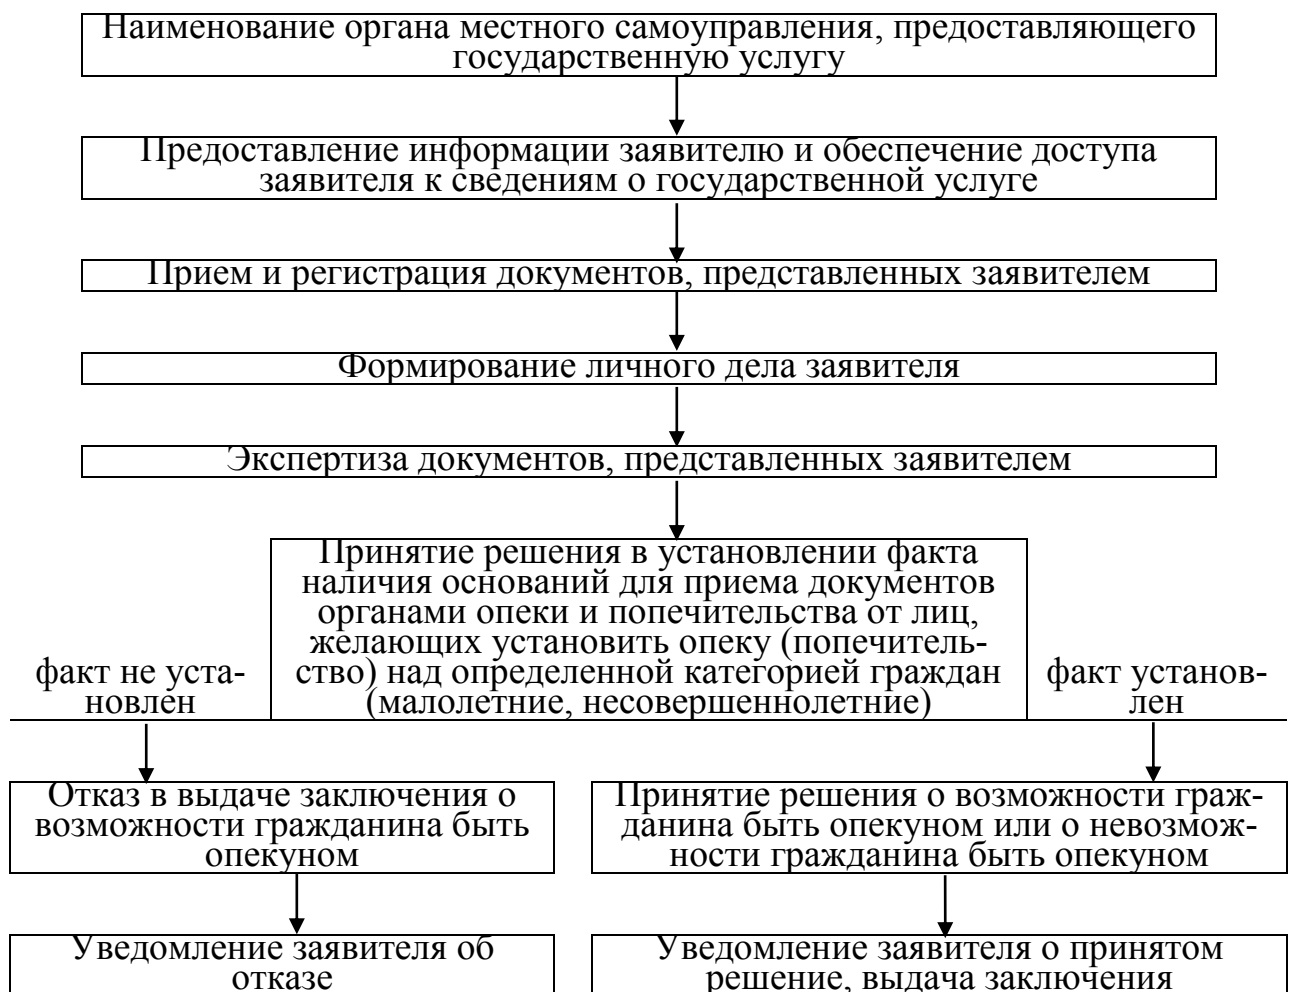 Наименование органа местного самоуправления, предоставляющего
государственную услугу
Предоставление информации заявителю и обеспечение доступа
заявителя к сведениям о государственной услуге
Прием и регистрация документов, представленных заявителем
Формирование личного дела заявителя
Экспертиза документов, представленных заявителем
Принятие решения в установлении факта
наличия оснований для приема документов
органами опеки и попечительства от лиц,
желающих установить опеку (попечитель-
ство) над определенной категорией граждан
(малолетние, несовершеннолетние)
факт не уста-
новлен
факт установ-
лен
Отказ в выдаче заключения о
возможности гражданина быть
опекуном
Принятие решения о возможности граж-
данина быть опекуном или о невозмож-
ности гражданина быть опекуном
Уведомление заявителя об
отказе
Уведомление заявителя о принятом
решение, выдача заключения